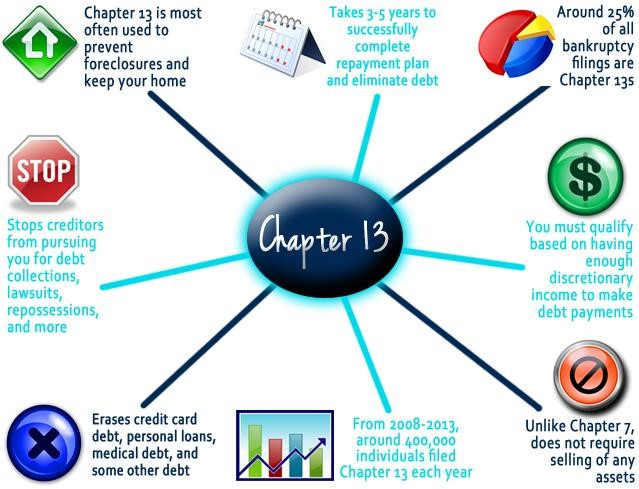 Chapter 13 is most
often used to
prevent
foreclosures and
keep your home
Takes 3-5 years to
successfully
complete
repayment plan
and eliminate debt
Around 25%
of all
bankruptcy
filings are
Chapter 13s
STOP
Stops creditors
from pursuing
you for debt
collections,
lawsuits,
repossessions,
and more
Chapter 13
$
You must qualify
based on having
enough
discretionary
income to make
debt payments
Erases credit card
debt, personal loans,
medical debt, and
some other debt
From 2008-2013,
around 400,000
individuals filed
Chapter 13 each year
Unlike Chapter 7,
does not require
selling of any
assets